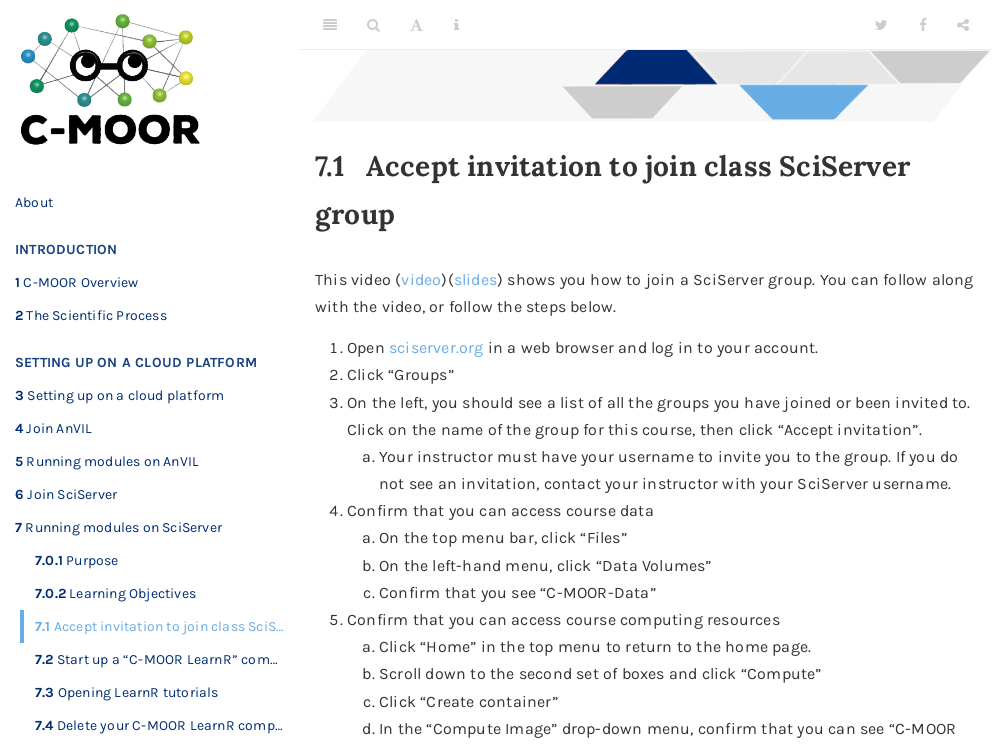 C-MOOR
About
INTRODUCTION
1 C-MOOR Overview
2 The Scientific Process
SETTING UP ON A CLOUD PLATFORM
3 Setting up on a cloud platform
4 Join AnVIL
5 Running modules on AnVIL
6 Join SciServer
7 Running modules on SciServer
7.0.1 Purpose
7.0.2 Learning Objectives
7.1 Accept invitation to join class SciS…
7.2 Start up a “C-MOOR LearnR” com…
7.3 Opening LearnR tutorials
7.4 Delete your C-MOOR LearnR comp…
7.1 Accept invitation to join class SciServer
group
This video (video)(slides) shows you how to join a SciServer group. You can follow along
with the video, or follow the steps below.
1. Open sciserver.org in a web browser and log in to your account.
2. Click “Groups”
3. On the left, you should see a list of all the groups you have joined or been invited to.
Click on the name of the group for this course, then click “Accept invitation”.
a. Your instructor must have your username to invite you to the group. If you do
not see an invitation, contact your instructor with your SciServer username.
4. Confirm that you can access course data
a. On the top menu bar, click “Files”
b. On the left-hand menu, click “Data Volumes”
c. Confirm that you see “C-MOOR-Data”
5. Confirm that you can access course computing resources
a. Click “Home” in the top menu to return to the home page.
b. Scroll down to the second set of boxes and click “Compute”
c. Click “Create container”
d. In the “Compute Image” drop-down menu, confirm that you can see “C-MOOR